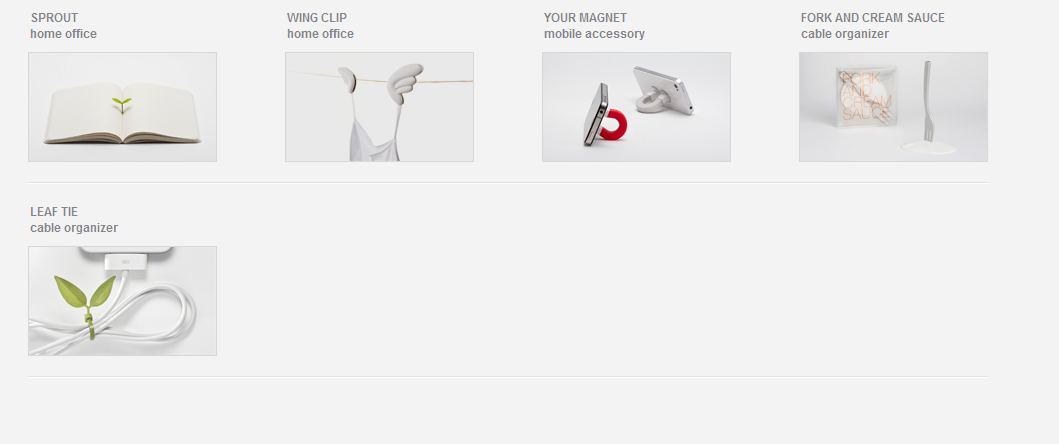 SPROUT
home office
WING CLIP
home office
YOUR MAGNET
mobile accessory
FORK AND CREAM SAUCE
cable organizer
FORK
AND
CREAM
SAUCE
LEAF TIE
cable organizer